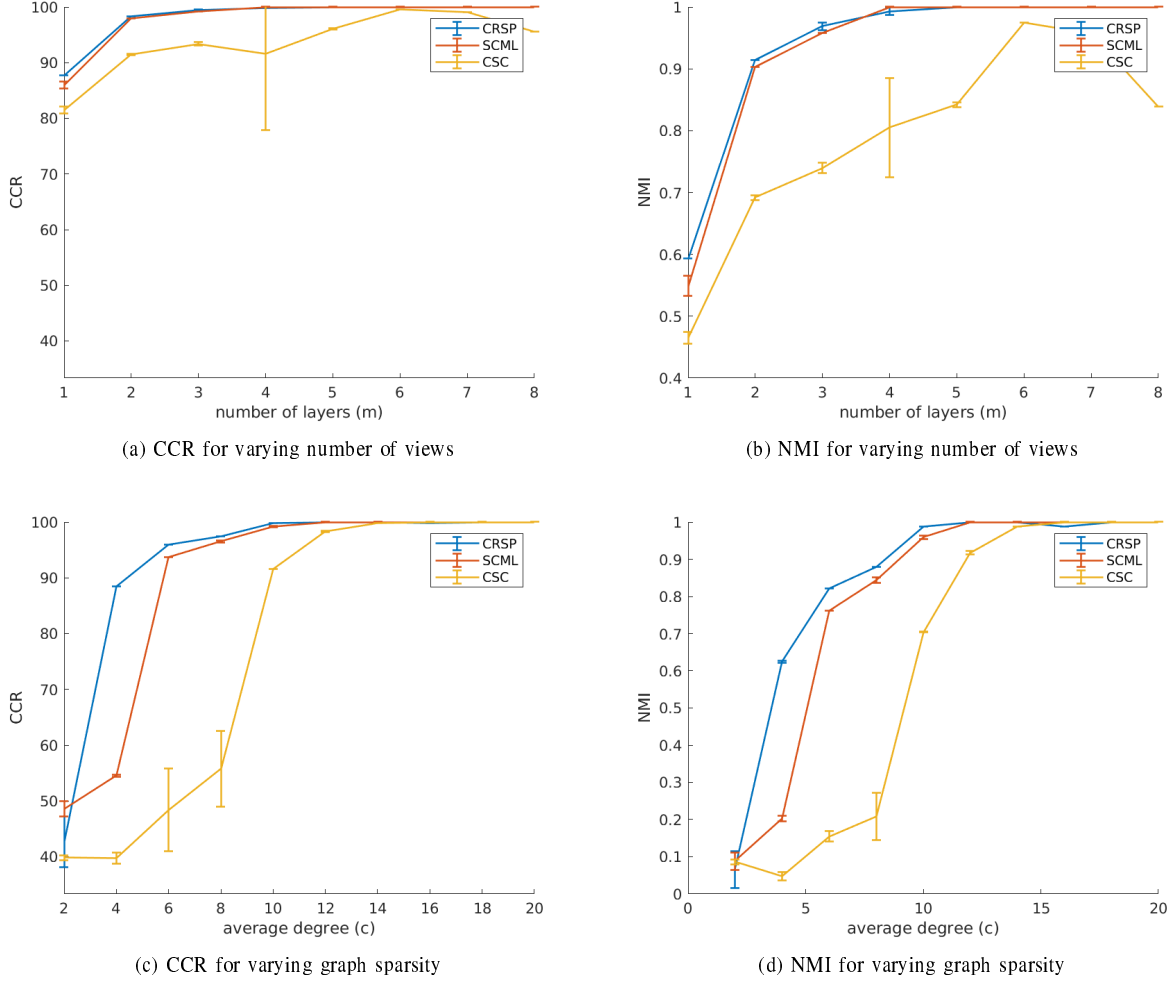 100
90
80
70
60
50
40
CCR
1 2 3 4 5 6 7 8
number of layers (m)
CRSP
SCML
CSC
(a) CCR for varying number of views
1
0.9
0.8
0.7
0.6
0.5
0.4
NMI
1 2 3 4 5 6 7 8
number of layers (m)
CRSP
SCML
CSC
(b) NMI for varying number of views
100
90
80
70
60
50
40
CCR
2 4 6 8 10 12 14 16 18 20
average degree (c)
CRSP
SCML
CSC
(c) CCR for varying graph sparsity
1
0.9
0.8
0.7
0.6
0.5
0.4
0.3
0.2
0.1
0
NMI
0 5 10 15 20
average degree (c)
CRSP
SCML
CSC
(d) NMI for varying graph sparsity